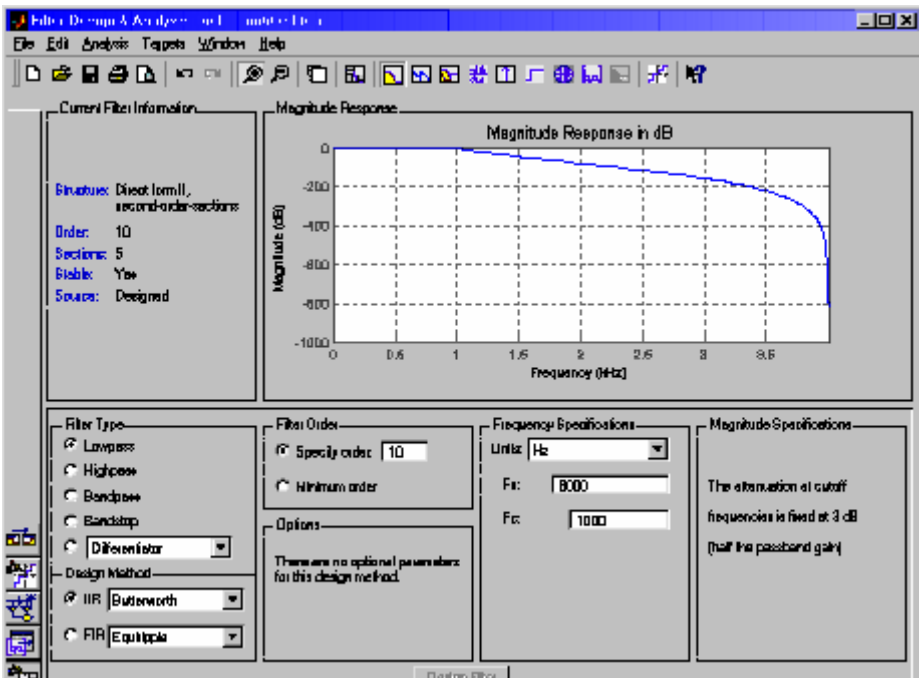 File Edit Analysis Targets Window Help
Current Filter Information
Structure: Direct form II,
second-order-sections
Order: 10
Sections: 5
Stable: Yes
Source: Designed
Magnitude Response
Magnitude Response in dB
Magnitude (dB)
0
-200
-400
-600
-800
-1000
0 0.5 1 1.5 2 2.5 3 3.5
Frequency (kHz)
Filter Type
Lowpass
Highpass
Bandpass
Bandstop
Differentiator
Design Method
IIR Butterworth
FIR Equiripple
Filter Order
Specify order: 10
Minimum order
Options
There are no optional parameters
for this design method.
Frequency Specifications
Units: Hz
Fs: 8000
Fc: 1000
Magnitude Specifications
The attenuation at cutoff
frequencies is fixed at 3 dB
(half the passband gain)
Design Filter